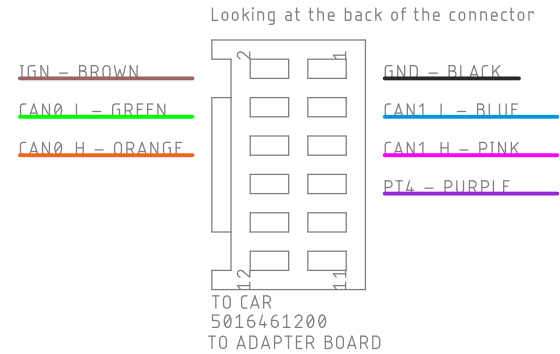 Looking at the back of the connector
2 1
IGN – BROWN
GND – BLACK
CAN0 L – GREEN
CAN1 L – BLUE
CAN0 H – ORANGE
CAN1 H – PINK
PT4 – PURPLE
12 11
TO CAR
5016461200
TO ADAPTER BOARD